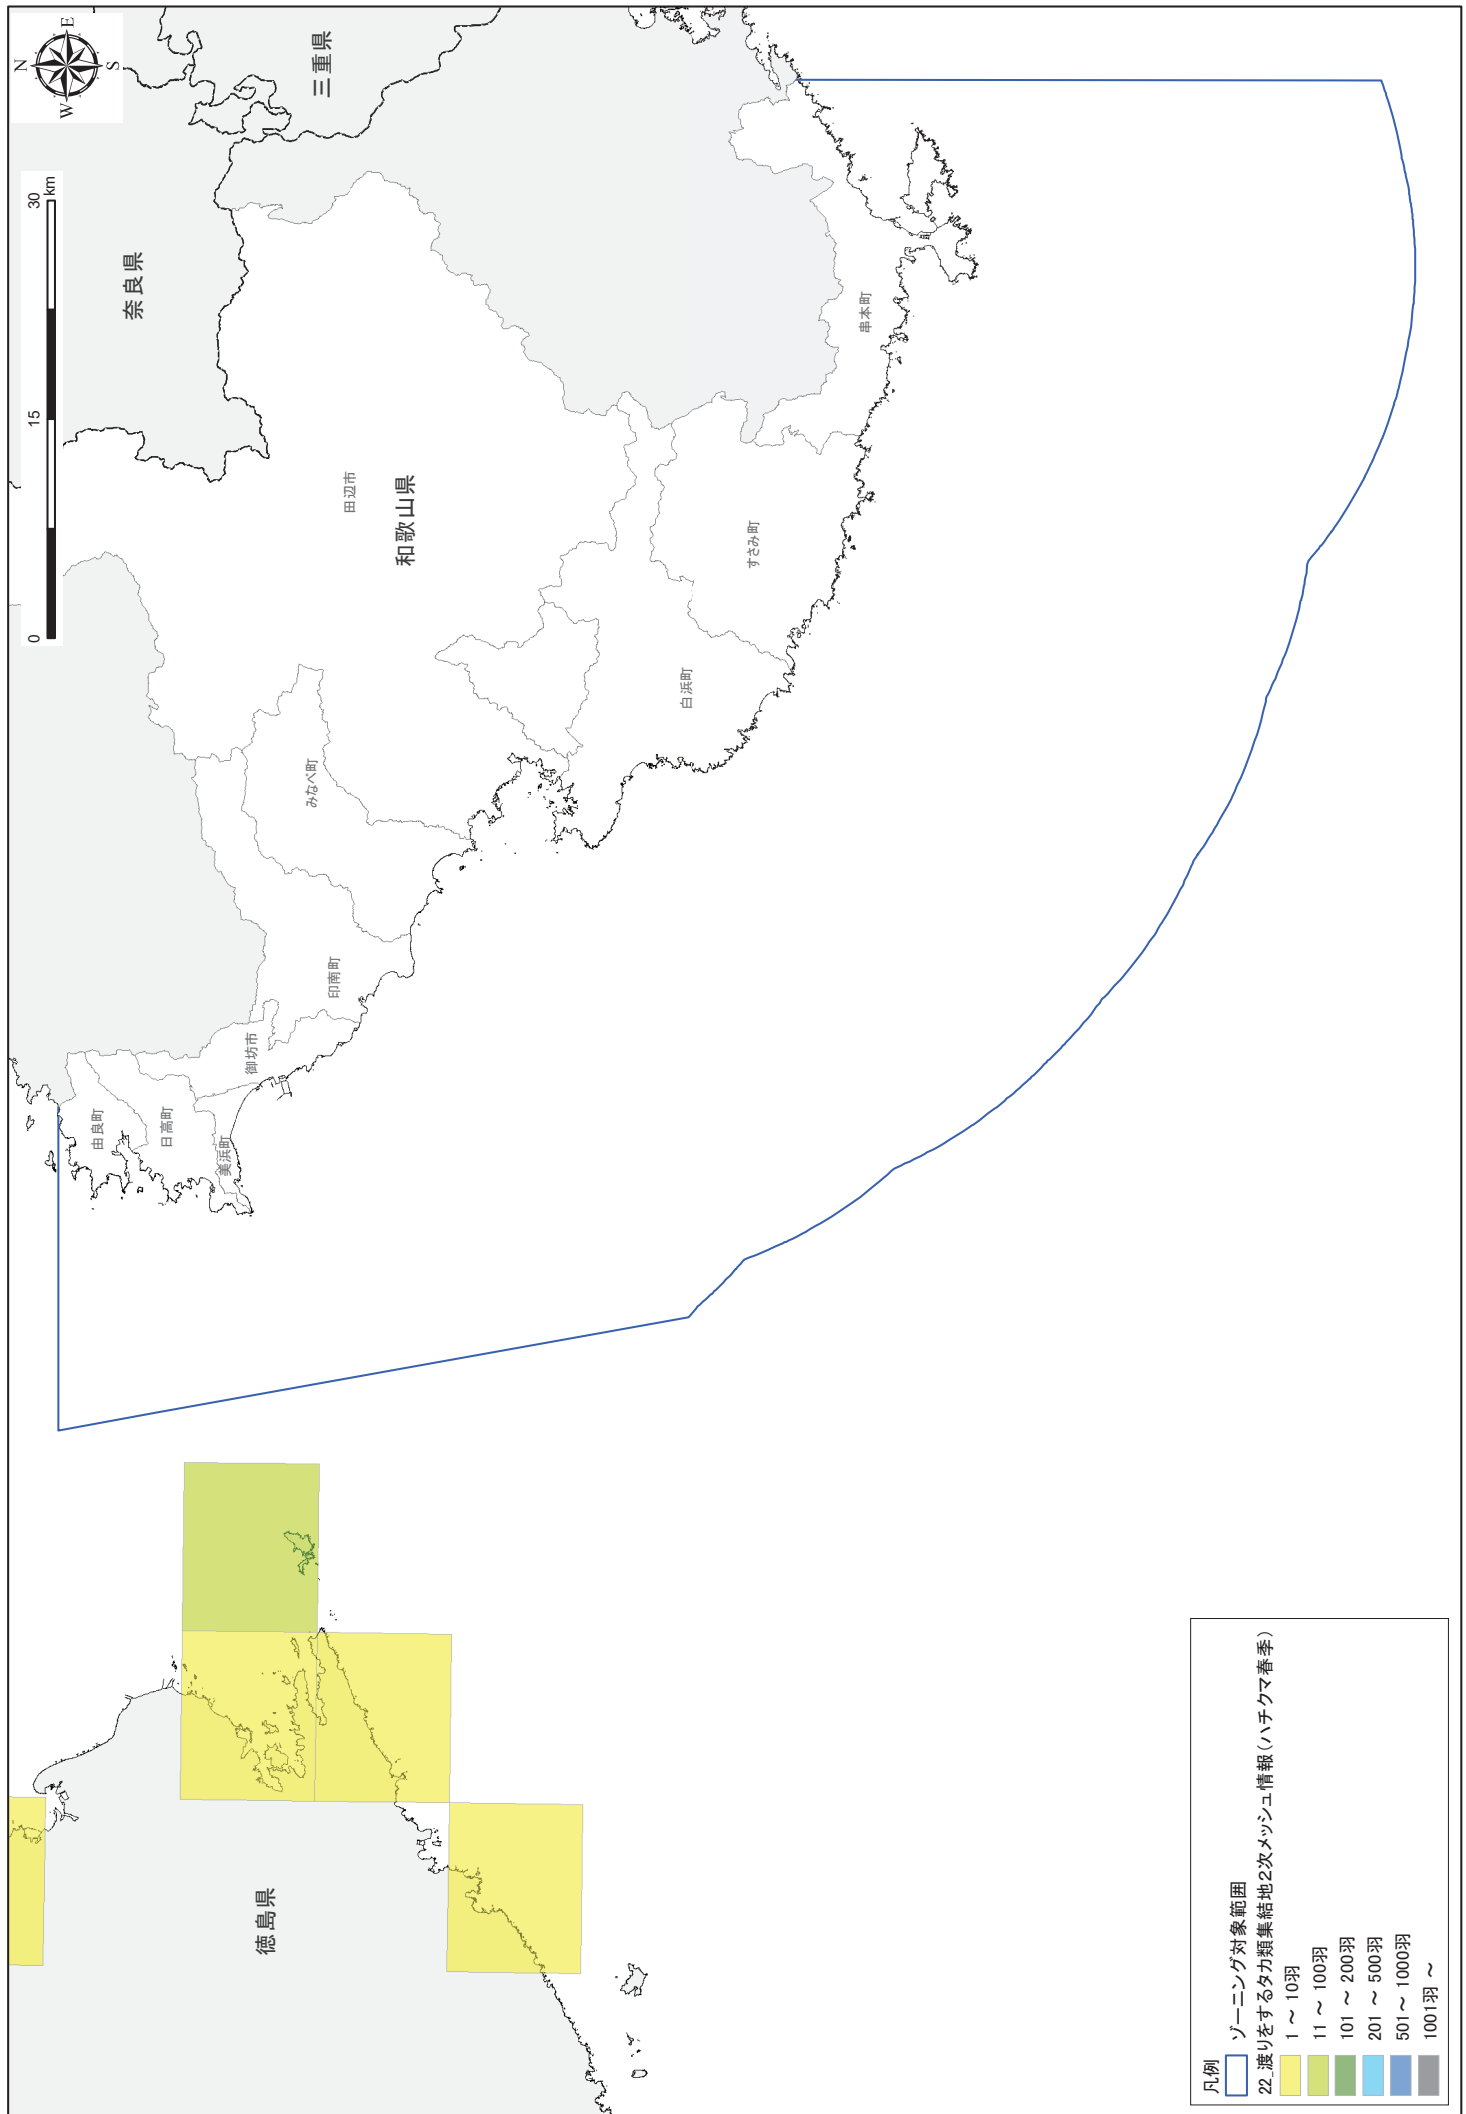 N
E
S
W
0
15
30
km
奈良県
三重県
和歌山県
徳島県
田辺市
みなべ町
印南町
御坊市
由良町
日高町
美浜町
白浜町
すさみ町
串本町
凡例
ゾーニング対象範囲
22_渡りをするタカ類集結地2次メッシュ情報(ハチクマ春季)
1 ～ 10羽
11 ～ 100羽
101 ～ 200羽
201 ～ 500羽
501～ 1000羽
1001羽 ～